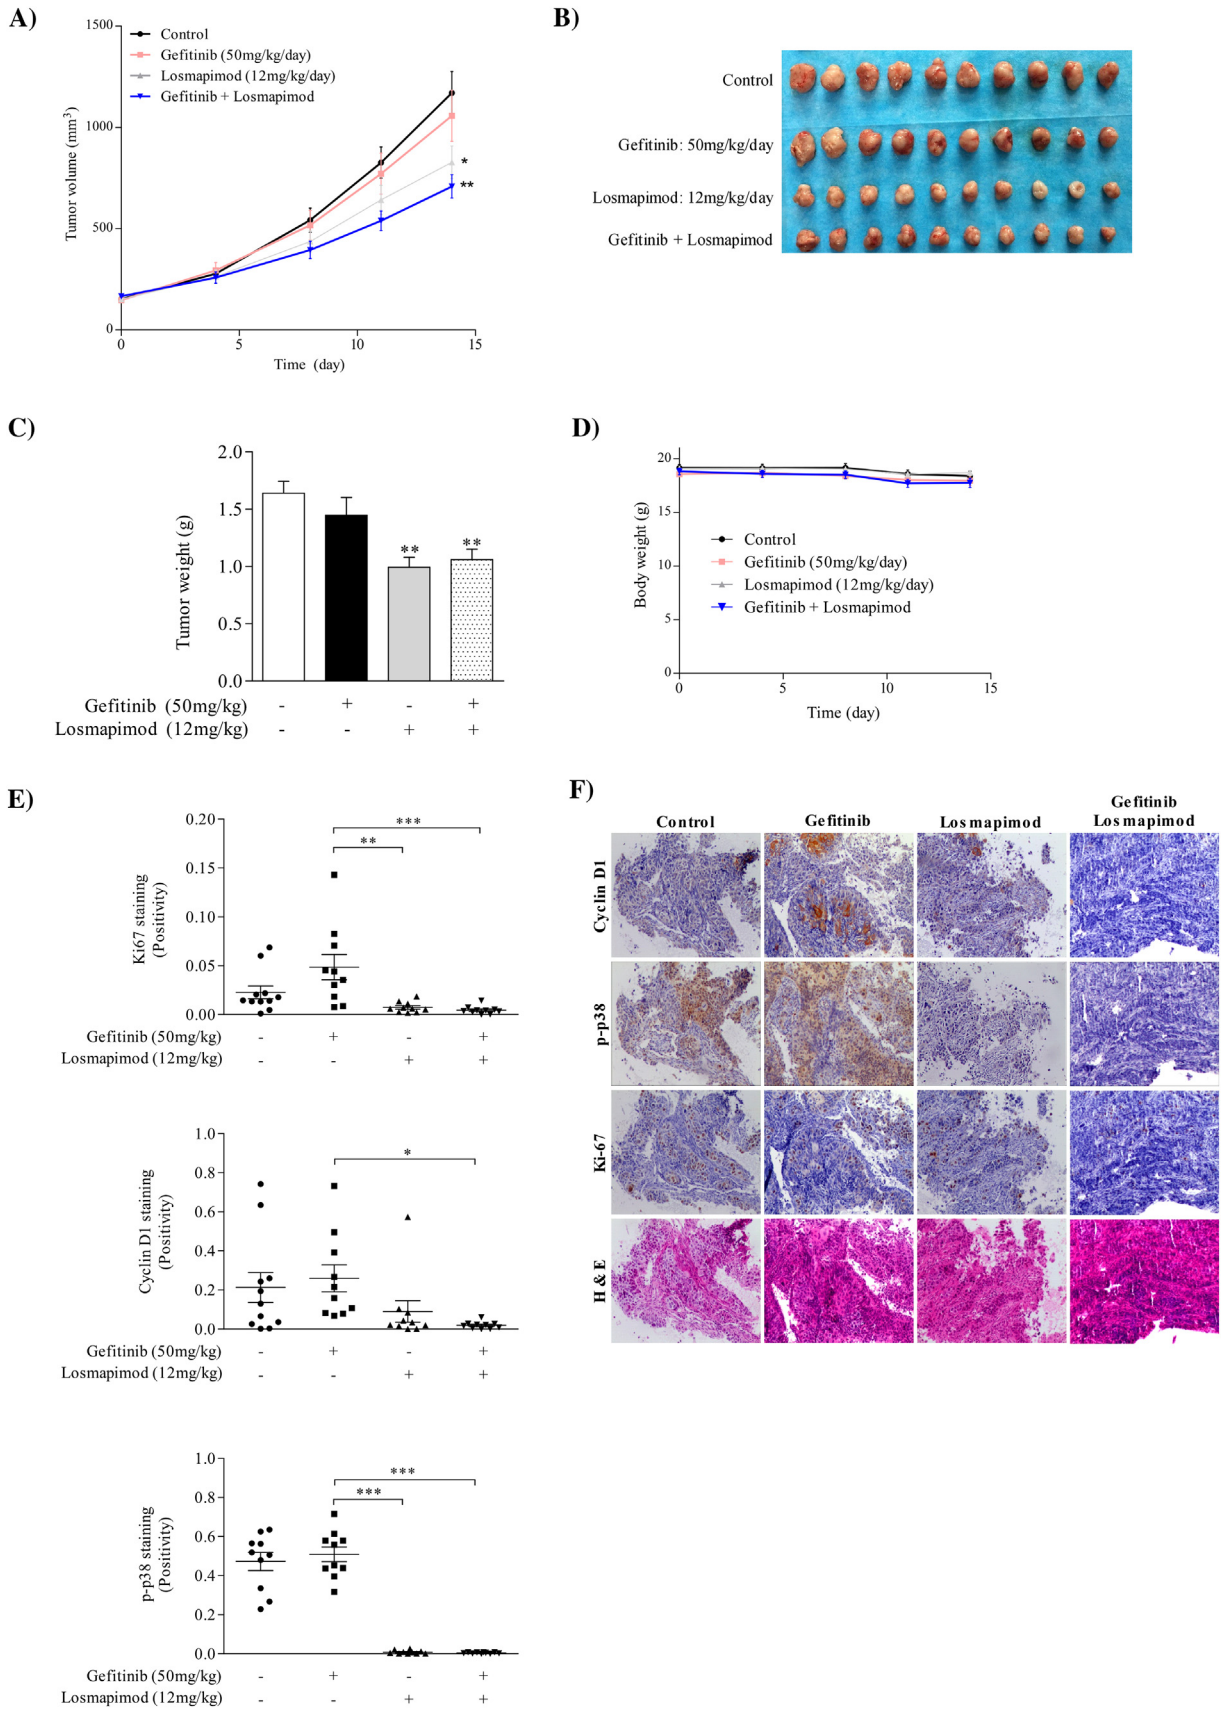 A)
1500
1000
500
0
0 5 10 15
Tumor volume (mm3)
Time (day)
Control
Gefitinib (50mg/kg/day)
Losmapimod (12mg/kg/day)
Gefitinib + Losmapimod
*
**
B)
Control
Gefitinib: 50mg/kg/day
Losmapimod: 12mg/kg/day
Gefitinib + Losmapimod
C)
2.0
1.5
1.0
0.5
0.0
Tumor weight (g)
** **
Gefitinib (50mg/kg) - + - +
Losmapimod (12mg/kg) - - + +
D)
20
15
10
5
0
0 5 10 15
Body weight (g)
Time (day)
Control
Gefitinib (50mg/kg/day)
Losmapimod (12mg/kg/day)
Gefitinib + Losmapimod
E)
0.20
0.15
0.10
0.05
0.00
Ki67 staining
(Positivity)
***
**
Gefitinib (50mg/kg) - + - +
Losmapimod (12mg/kg) - - + +
1.0
0.8
0.6
0.4
0.2
0.0
Cyclin D1 staining
(Positivity)
*
Gefitinib (50mg/kg) - + - +
Losmapimod (12mg/kg) - - + +
1.0
0.8
0.6
0.4
0.2
0.0
p-p38 staining
(Positivity)
***
***
Gefitinib (50mg/kg) - + - +
Losmapimod (12mg/kg) - - + +
F)
Control
Gefitinib
Losmapimod
Gefitinib
Losmapimod
Cyclin D1
p-p38
Ki-67
H & E